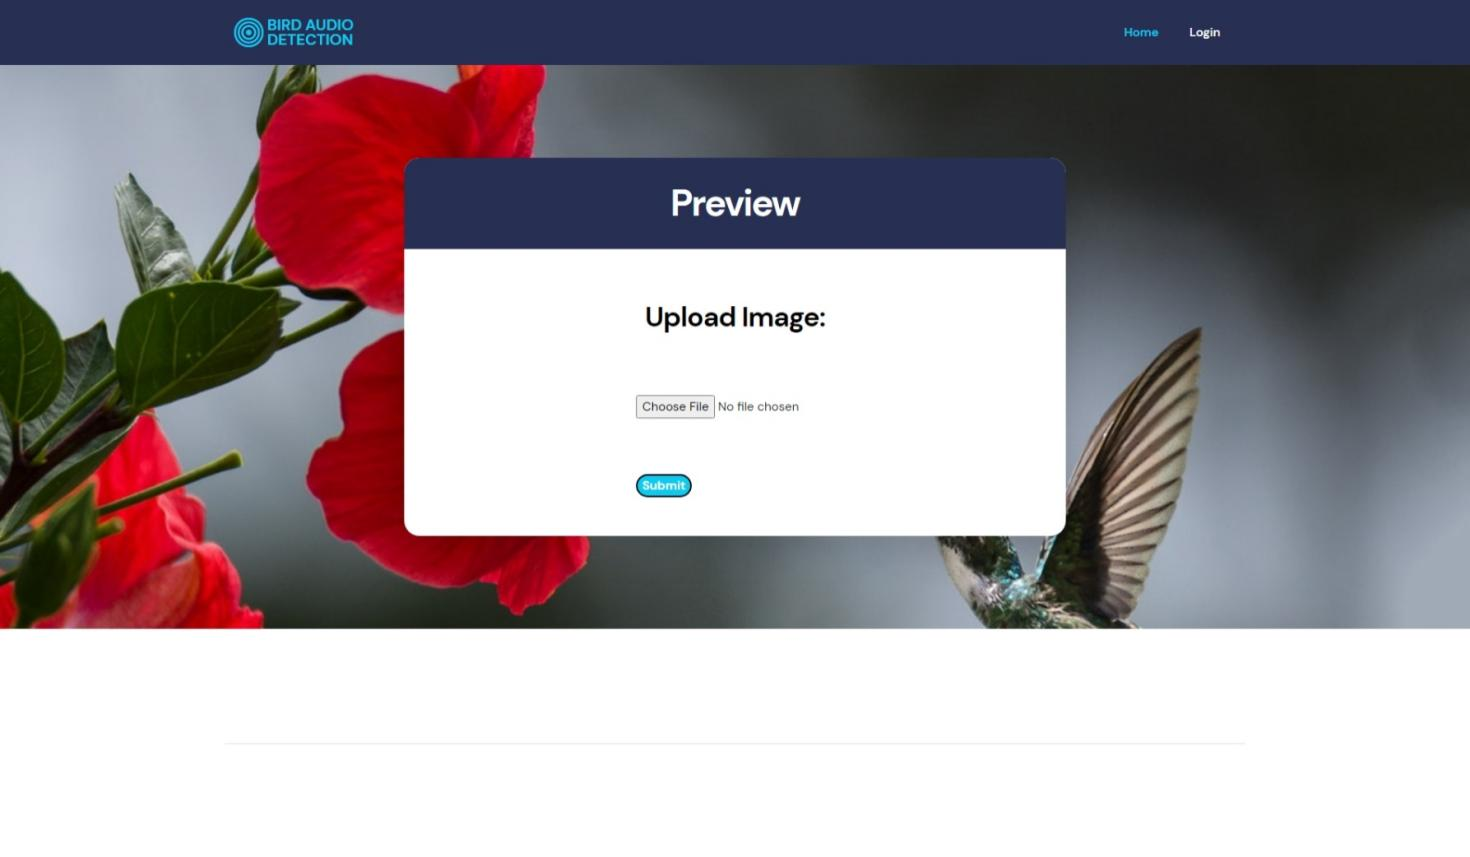 BIRD AUDIO
DETECTION
Home
Login
Preview
Upload Image:
Choose File No file chosen
Submit